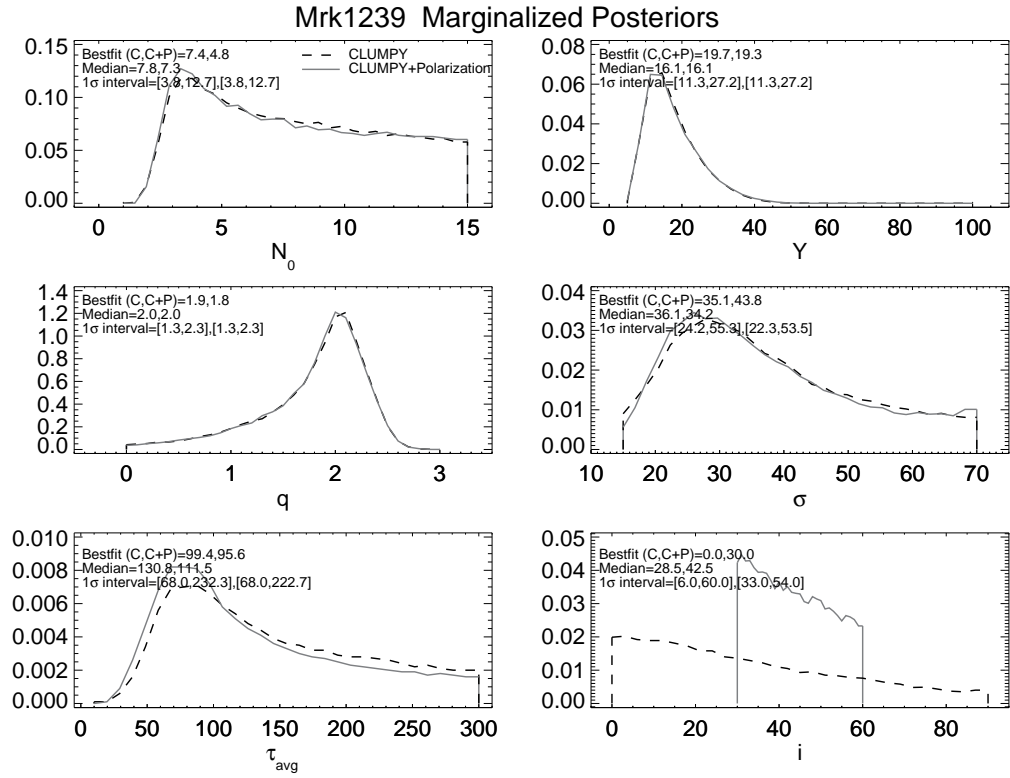 Mrk1239 Marginalized Posteriors
Bestfit (C,C+P)=7.4,4.8
Median=7.8,7.3
1σ interval=[3.8,12.7],[3.8,12.7]
CLUMPY
CLUMPY+Polarization
0.15
0.10
0.05
0.00
0 5 10 15
N0
Bestfit (C,C+P)=19.7,19.3
Median=16.1,16.1
1σ interval=[11.3,27.2],[11.3,27.2]
0.08
0.06
0.04
0.02
0.00
0 20 40 60 80 100
Y
Bestfit (C,C+P)=1.9,1.8
Median=2.0,2.0
1σ interval=[1.3,2.3],[1.3,2.3]
1.4
1.2
1.0
0.8
0.6
0.4
0.2
0.0
0 1 2 3
q
Bestfit (C,C+P)=35.1,43.8
Median=36.1,34.2
1σ interval=[24.2,55.3],[22.3,53.5]
0.04
0.03
0.02
0.01
0.00
10 20 30 40 50 60 70
σ
Bestfit (C,C+P)=99.4,95.6
Median=130.8,111.5
1σ interval=[68.0,232.3],[68.0,222.7]
0.010
0.008
0.006
0.004
0.002
0.000
0 50 100 150 200 250 300
τavg
Bestfit (C,C+P)=0.0,30.0
Median=28.5,42.5
1σ interval=[6.0,60.0],[33.0,54.0]
0.05
0.04
0.03
0.02
0.01
0.00
0 20 40 60 80
i